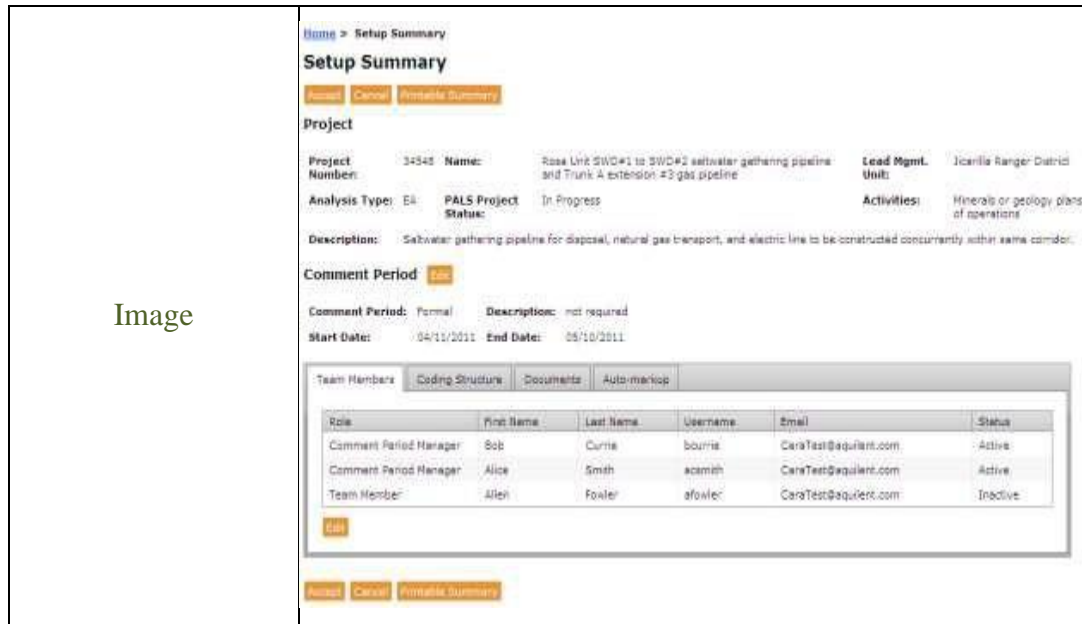 Image
Home > Setup Summary
Setup Summary
Accept Cancel Printable Summary
Project
Project Number: 34548 Name: Rosa Unit SWD#1 to SWD#2 saltwater gathering pipeline and Trunk A extension #3 gas pipeline Lead Mgmt. Unit: Jicarilla Ranger District
Analysis Type: EA PALS Project Status: In Progress Activities: Minerals or geology plans of operations
Description: Saltwater gathering pipeline for disposal, natural gas transport, and electric line to be constructed concurrently within same corridor.
Comment Period Edit
Comment Period: Formal Description: not required
Start Date: 04/11/2011 End Date: 05/10/2011
Team Members Coding Structure Documents Auto-markup
Role First Name Last Name Username Email Status
Comment Period Manager Bob Currie CaraTest@aquilent.com Active
Comment Period Manager Alice Smith acsmith CaraTest@aquilent.com Active
Team Member Allen Fowler afowler CaraTest@aquilent.com Inactive
Edit
Accept Cancel Printable Summary